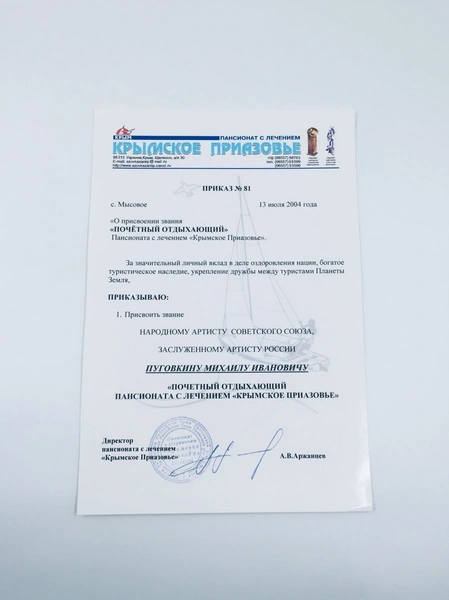 КРЫМ
ПАНСИОНАТ С ЛЕЧЕНИЕМ
КРЫМСКОЕ ПРИАЗОВЬЕ
ПРИКАЗ № 81
с. Мысовое 13 июля 2004 года
«О присвоении звания
«ПОЧЁТНЫЙ ОТДЫХАЮЩИЙ»
Пансионата с лечением «Крымское Приазовье».
За значительный личный вклад в деле оздоровления нации, богатое
туристическое наследие, укрепление дружбы между туристами Планеты
Земля,
ПРИКАЗЫВАЮ:
1. Присвоить звание
НАРОДНОМУ АРТИСТУ СОВЕТСКОГО СОЮЗА,
ЗАСЛУЖЕННОМУ АРТИСТУ РОССИИ
ПУГОВКИНУ МИХАИЛУ ИВАНОВИЧУ
«ПОЧЕТНЫЙ ОТДЫХАЮЩИЙ
ПАНСИОНАТА С ЛЕЧЕНИЕМ «КРЫМСКОЕ ПРИАЗОВЬЕ»
Директор
пансионата с лечением
«Крымское Приазовье» А.В.Аржанцев